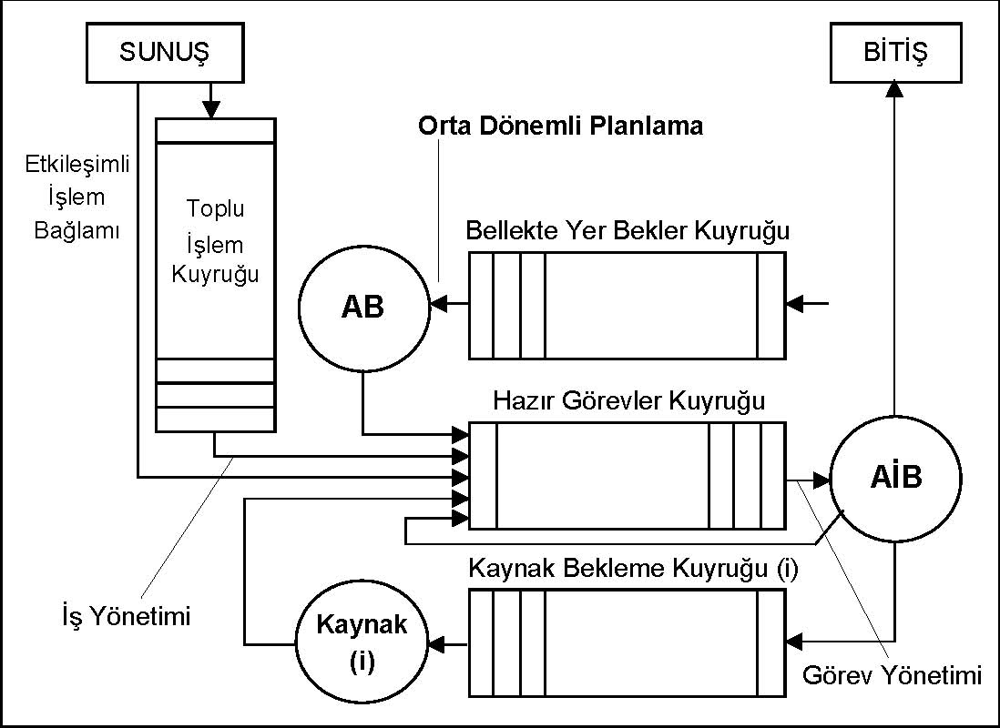 SUNUŞ
BİTİŞ
Orta Dönemli Planlama
Etkileşimli
İşlem
Bağlamı
Toplu
İşlem
Kuyruğu
Bellekte Yer Bekler Kuyruğu
AB
Hazır Görevler Kuyruğu
AİB
Kaynak Bekleme Kuyruğu (i)
İş Yönetimi
Kaynak
(i)
Görev Yönetimi